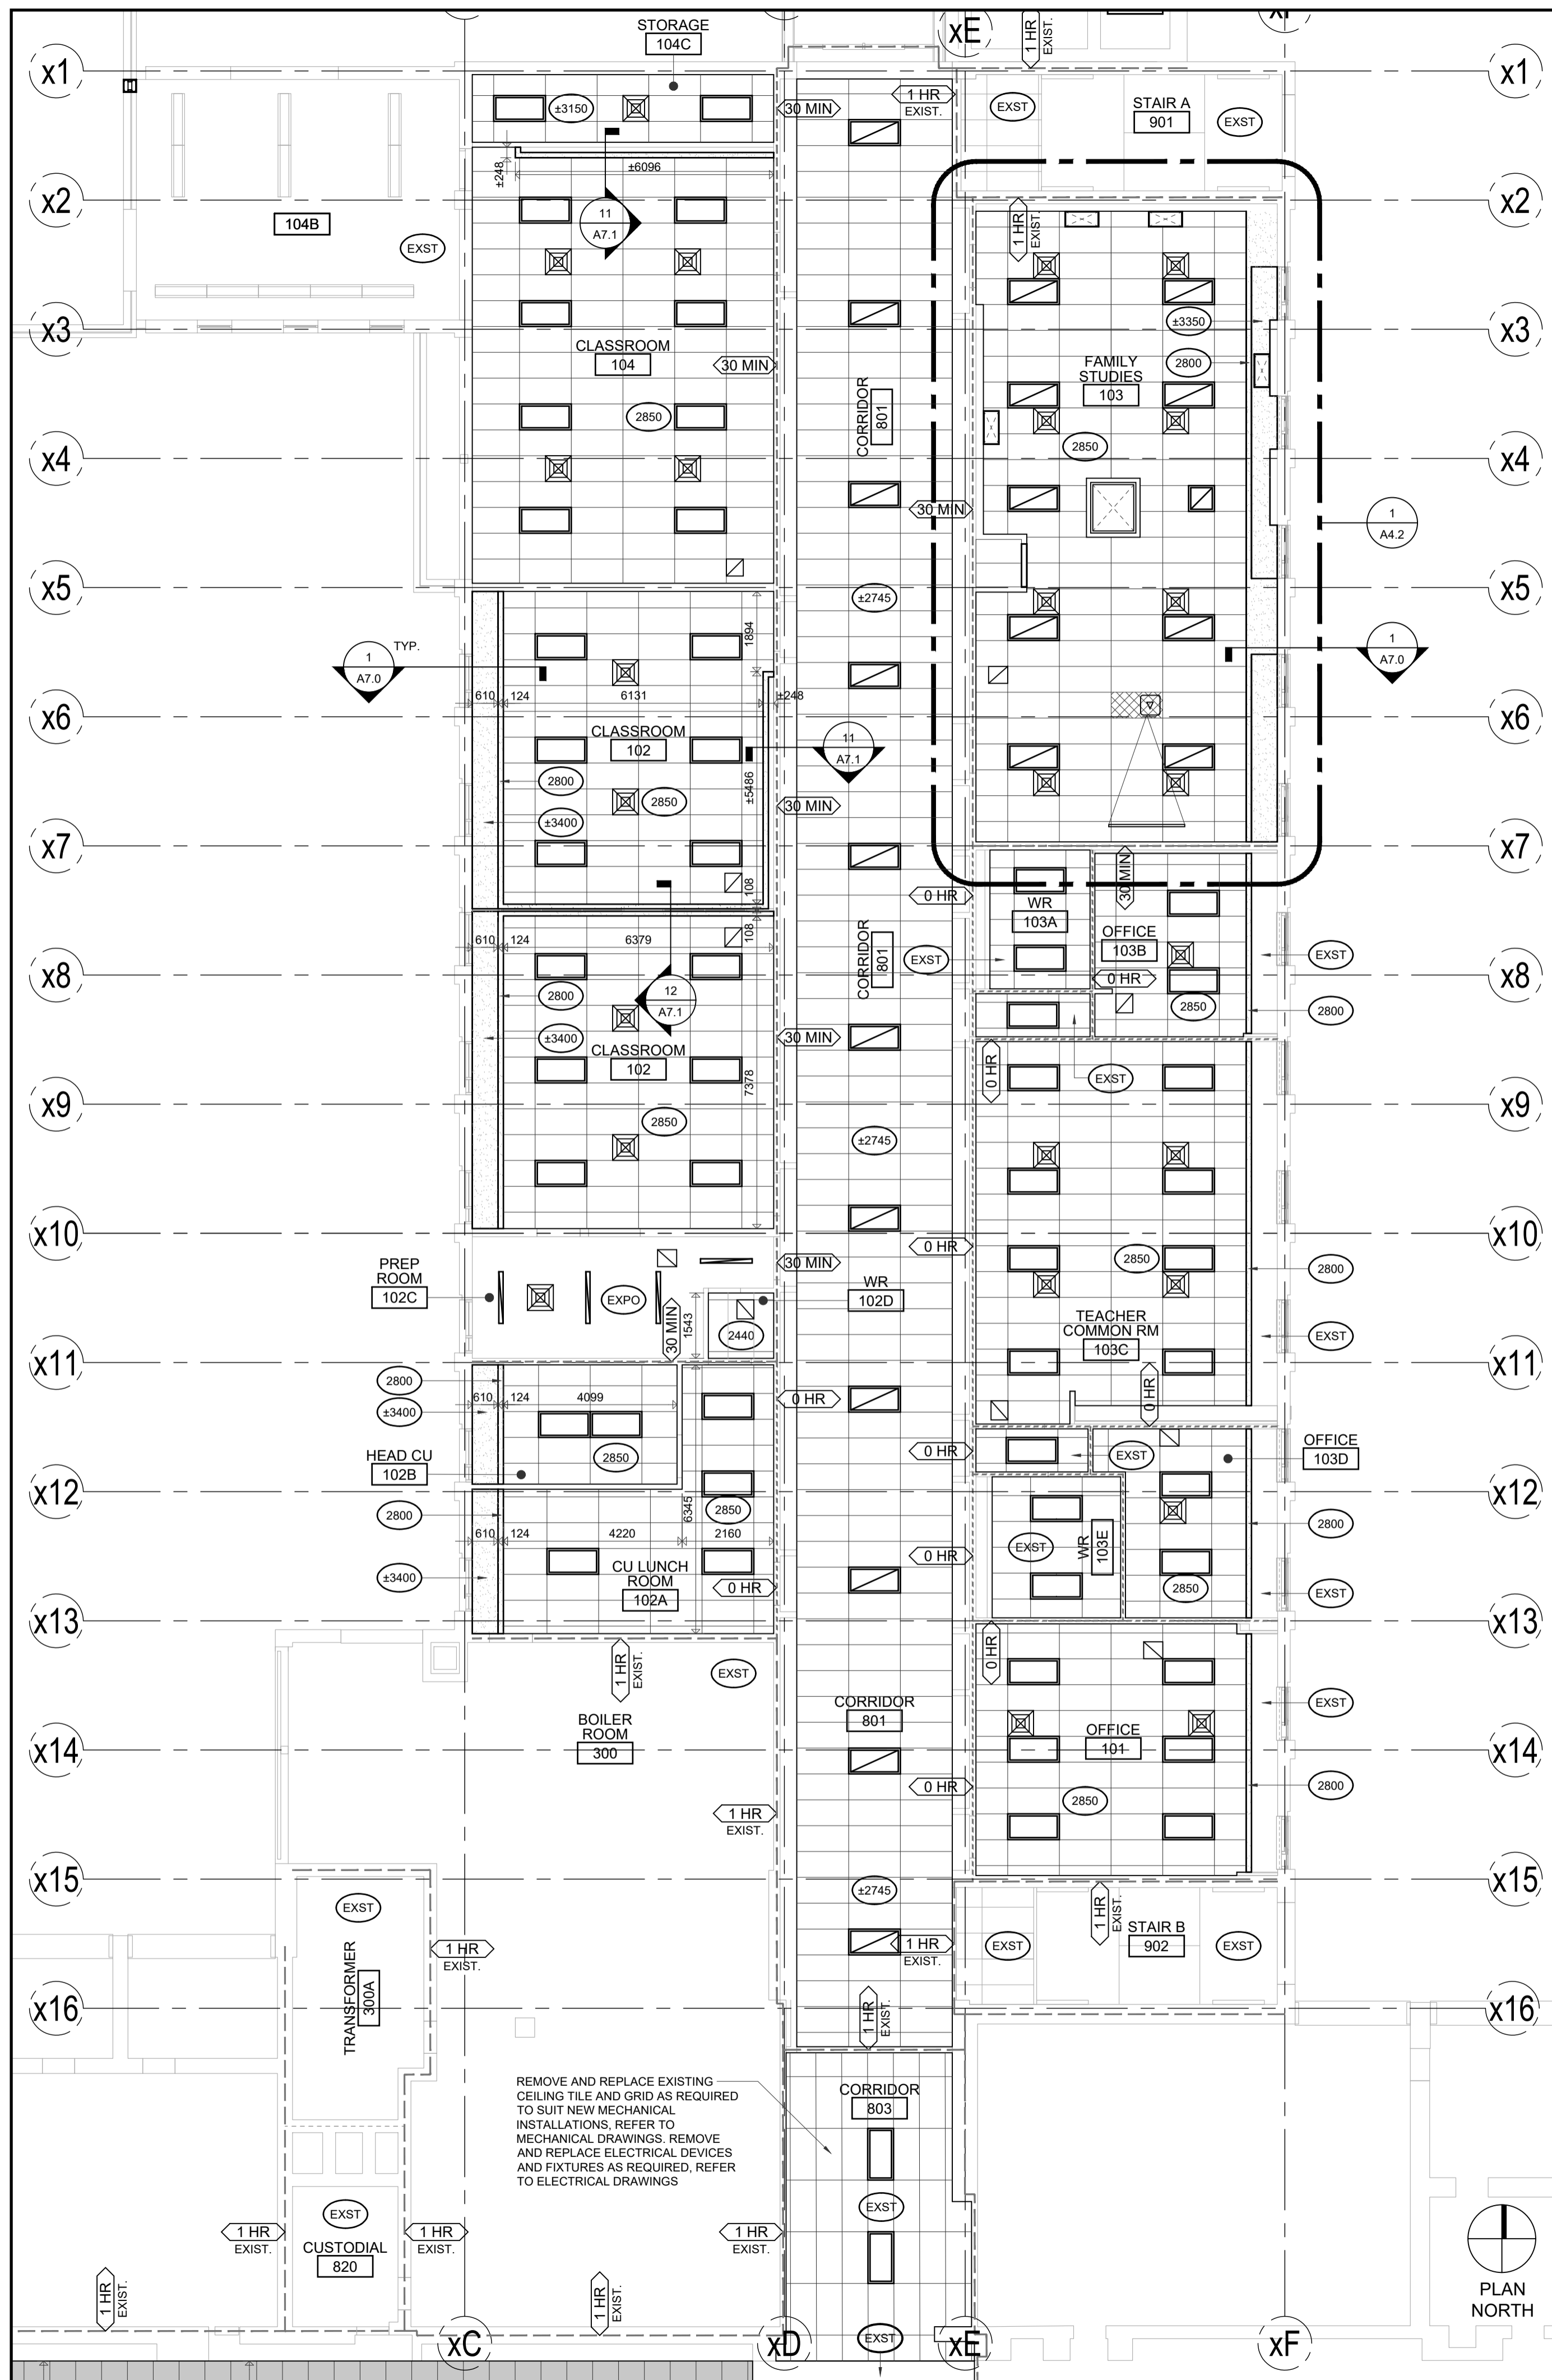 xE
STORAGE
104C
1 HR
EXIST.
x1
x1
±3150
30 MIN
1 HR
EXIST.
EXST
STAIR A
901
EXST
±248
±6096
x2
x2
104B
EXST
11
A7.1
1 HR
EXIST.
x3
x3
±3350
CLASSROOM
104
30 MIN
CORRIDOR
801
FAMILY
STUDIES
103
2800
2850
2850
x4
x4
30 MIN
1
A4.2
x5
x5
±2745
1894
1
A7.0
TYP.
1
A7.0
610
124
6131
±248
x6
x6
CLASSROOM
102
11
A7.1
2800
2850
±5486
±3400
30 MIN
x7
x7
108
30 MIN
0 HR
WR
103A
OFFICE
103B
108
610
124
6379
CORRIDOR
801
EXST
EXST
x8
x8
0 HR
2800
12
A7.1
2850
2800
±3400
30 MIN
CLASSROOM
102
7378
0 HR
EXST
x9
x9
2850
±2745
x10
x10
0 HR
2850
2800
PREP
ROOM
102C
30 MIN
WR
102D
EXPO
30 MIN
1543
2440
TEACHER
COMMON RM
103C
EXST
x11
x11
2800
610
124
4099
0 HR
0 HR
±3400
HEAD CU
102B
2850
0 HR
EXST
OFFICE
103D
x12
x12
2800
6345
2850
2800
610
124
4220
2160
EXST
WR
103E
0 HR
±3400
CU LUNCH
ROOM
102A
0 HR
2850
EXST
x13
x13
1 HR
EXIST.
EXST
0 HR
CORRIDOR
801
EXST
BOILER
ROOM
300
OFFICE
101
x14
x14
0 HR
2800
2850
1 HR
EXIST.
x15
x15
EXST
±2745
1 HR
EXIST.
STAIR B
902
EXST
EXST
1 HR
EXIST.
1 HR
EXIST.
TRANSFORMER
300A
x16
x16
1 HR
EXIST.
REMOVE AND REPLACE EXISTING
CEILING TILE AND GRID AS REQUIRED
TO SUIT NEW MECHANICAL
INSTALLATIONS, REFER TO
MECHANICAL DRAWINGS. REMOVE
AND REPLACE ELECTRICAL DEVICES
AND FIXTURES AS REQUIRED, REFER
TO ELECTRICAL DRAWINGS
CORRIDOR
803
EXST
EXST
1 HR
EXIST.
1 HR
EXIST.
1 HR
EXIST.
CUSTODIAL
820
1 HR
EXIST.
1 HR
EXIST.
PLAN
NORTH
xC
xD
EXST
xE
xF